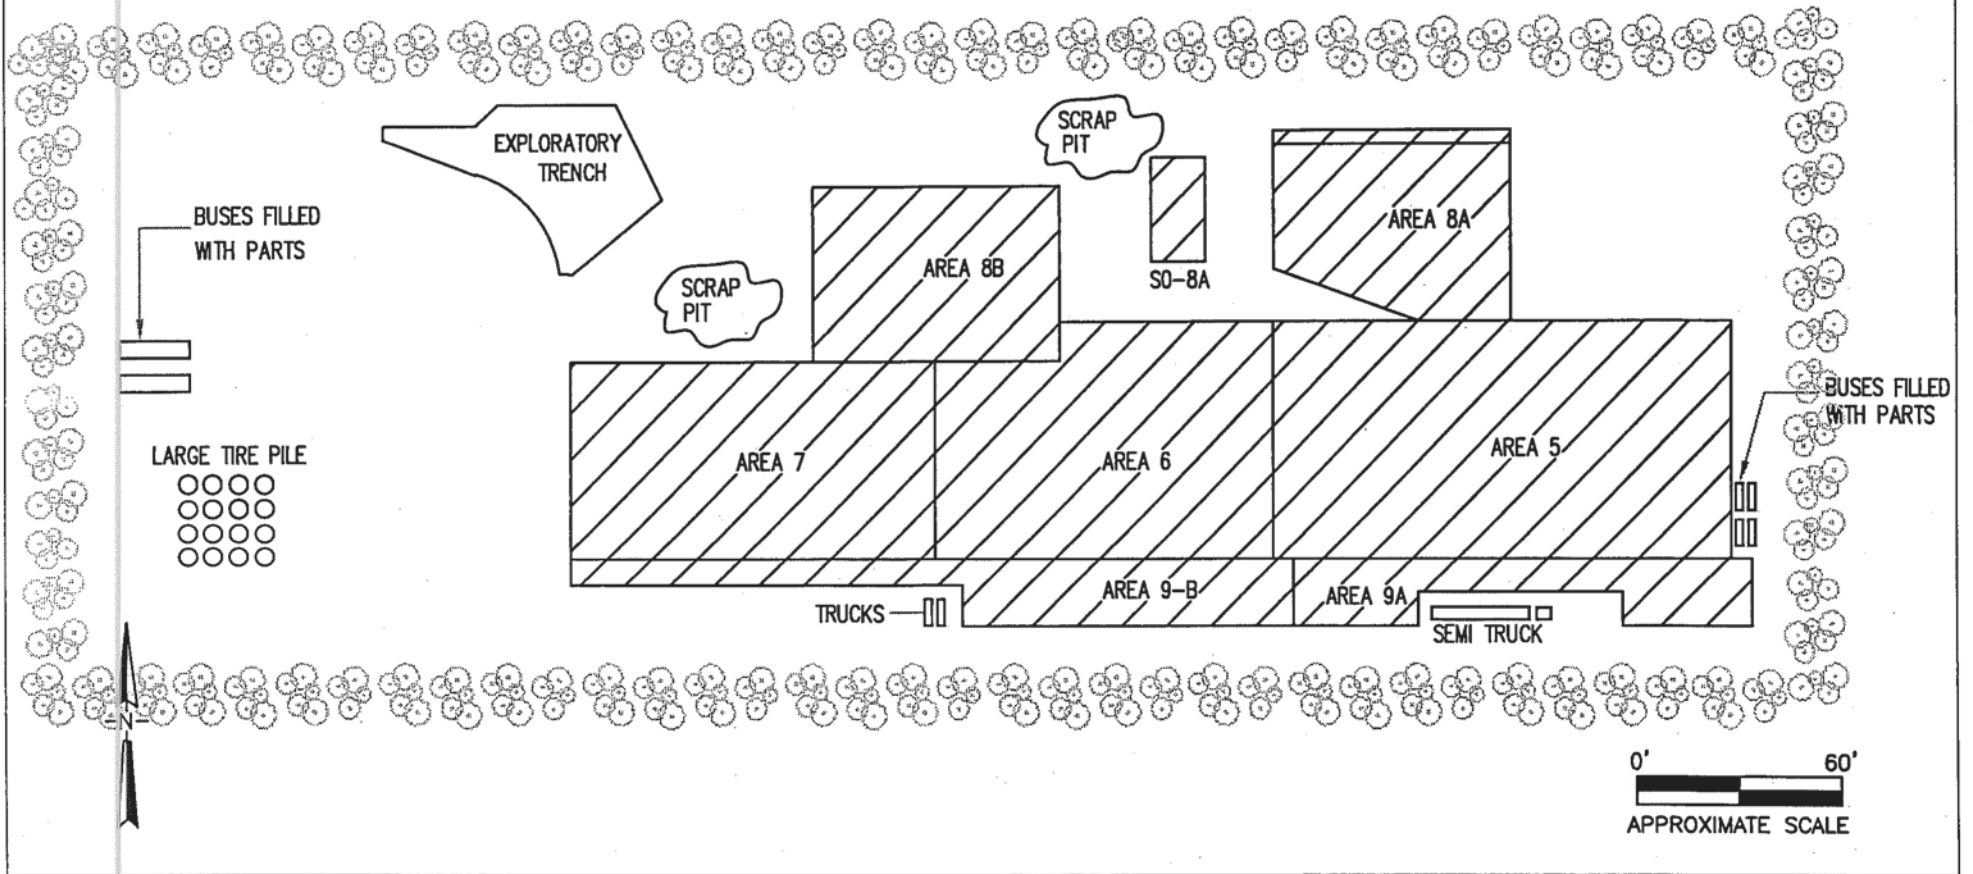 EXPLORATORY
TRENCH
SCRAP
PIT
BUSES FILLED
WITH PARTS
AREA 8A
AREA 8B
SO-8A
SCRAP
PIT
BUSES FILLED
WITH PARTS
LARGE TIRE PILE
AREA 7
AREA 6
AREA 5
AREA 9-B
AREA 9A
TRUCKS
SEMI TRUCK
N
0' 60'
APPROXIMATE SCALE